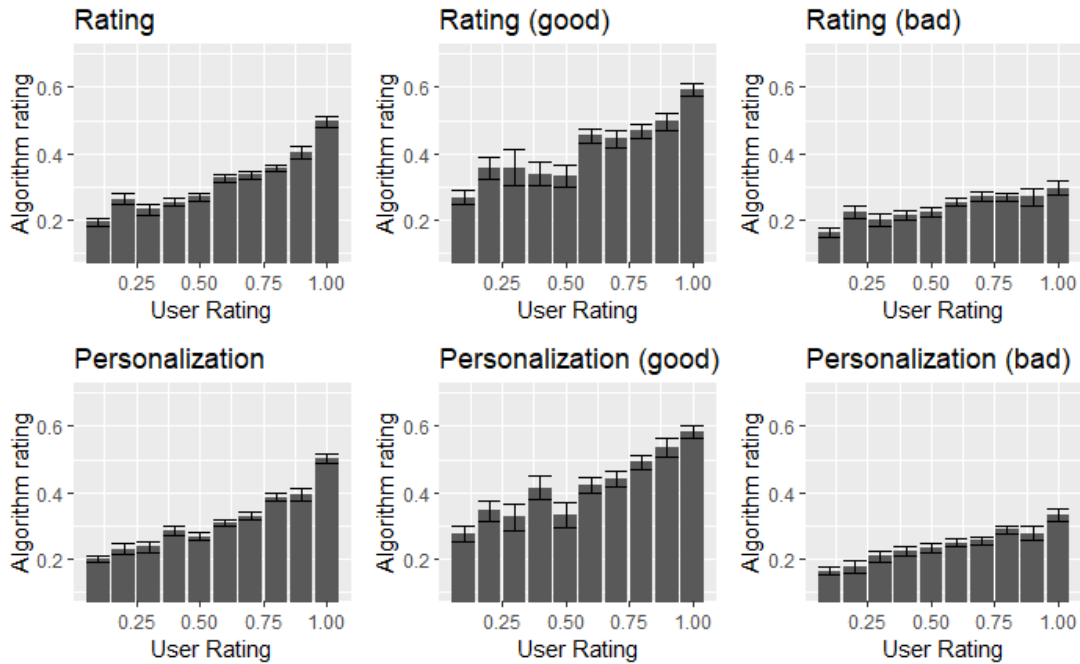 Rating
Rating (good)
Rating (bad)
Algorithm rating
0.6
0.4
0.2
0.25 0.50 0.75 1.00
User Rating
Algorithm rating
0.6
0.4
0.2
0.25 0.50 0.75 1.00
User Rating
Algorithm rating
0.6
0.4
0.2
0.25 0.50 0.75 1.00
User Rating
Personalization
Personalization (good)
Personalization (bad)
Algorithm rating
0.6
0.4
0.2
0.25 0.50 0.75 1.00
User Rating
Algorithm rating
0.6
0.4
0.2
0.25 0.50 0.75 1.00
User Rating
Algorithm rating
0.6
0.4
0.2
0.25 0.50 0.75 1.00
User Rating